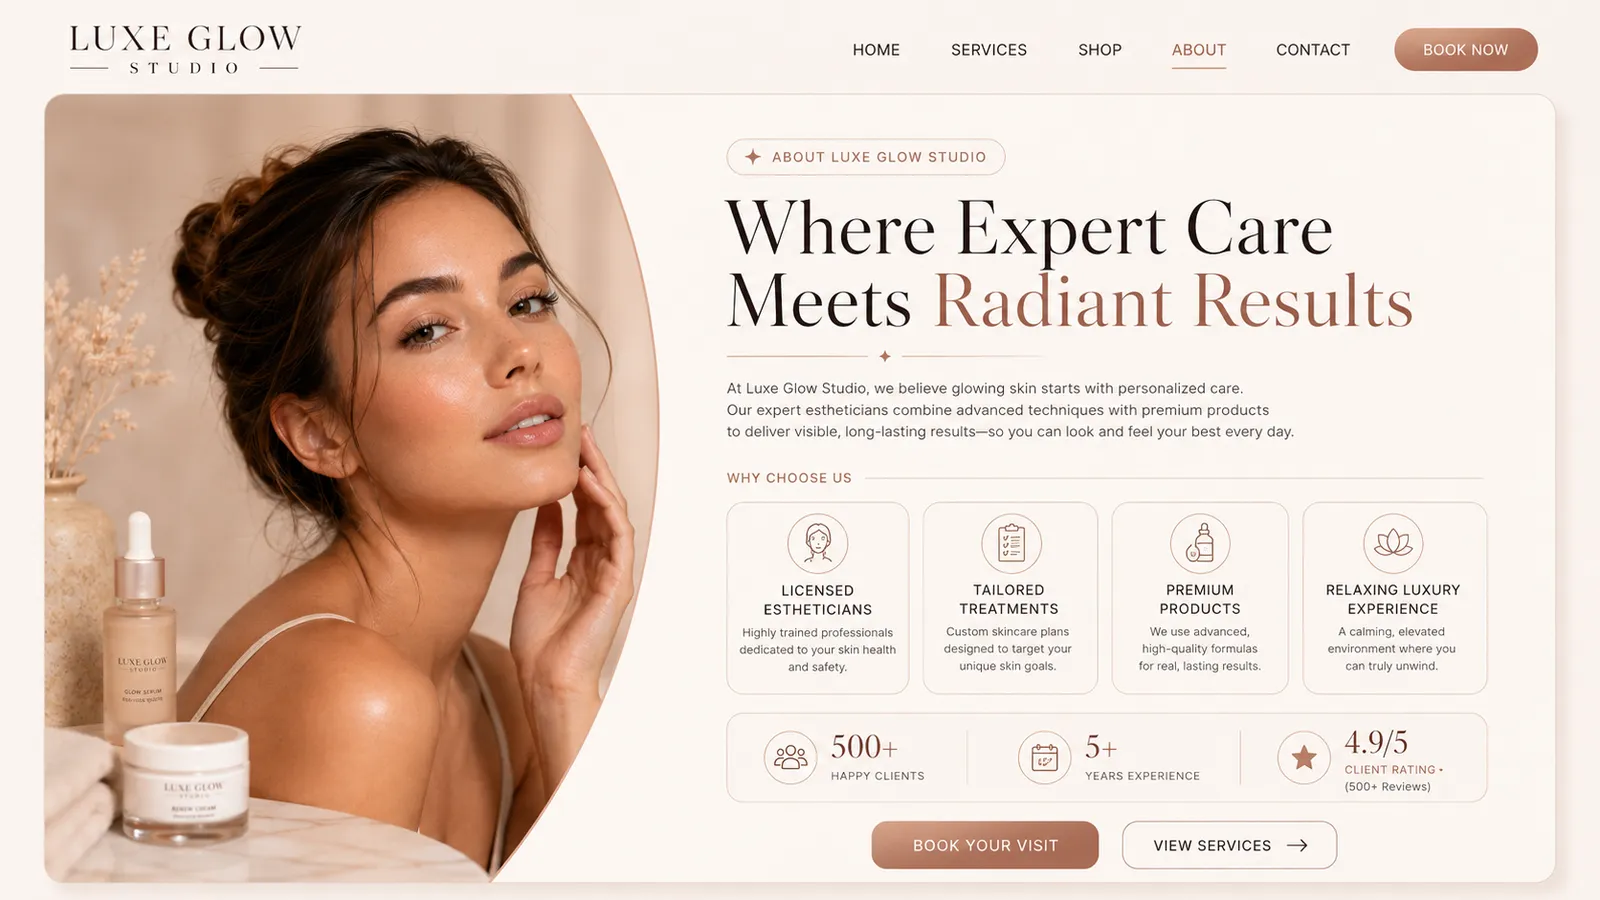 LUXE GLOW
STUDIO
HOME
SERVICES
SHOP
ABOUT
CONTACT
BOOK NOW
ABOUT LUXE GLOW STUDIO
Where Expert Care
Meets Radiant Results
At Luxe Glow Studio, we believe glowing skin starts with personalized care.
Our expert estheticians combine advanced techniques with premium products
to deliver visible, long-lasting results—so you can look and feel your best every day.
WHY CHOOSE US
LICENSED
ESTHETICIANS
Highly trained professionals
dedicated to your skin health
and safety.
TAILORED
TREATMENTS
Custom skincare plans
designed to target your
unique skin goals.
PREMIUM
PRODUCTS
We use advanced,
high-quality formulas
for real, lasting results.
RELAXING LUXURY
EXPERIENCE
A calming, elevated
environment where you
can truly unwind.
500+
HAPPY CLIENTS
5+
YEARS EXPERIENCE
4.9/5
CLIENT RATING •
(500+ Reviews)
BOOK YOUR VISIT
VIEW SERVICES
LUXE GLOW
STUDIO
GLOW SERUM
LUXE GLOW
STUDIO
RENEW CREAM